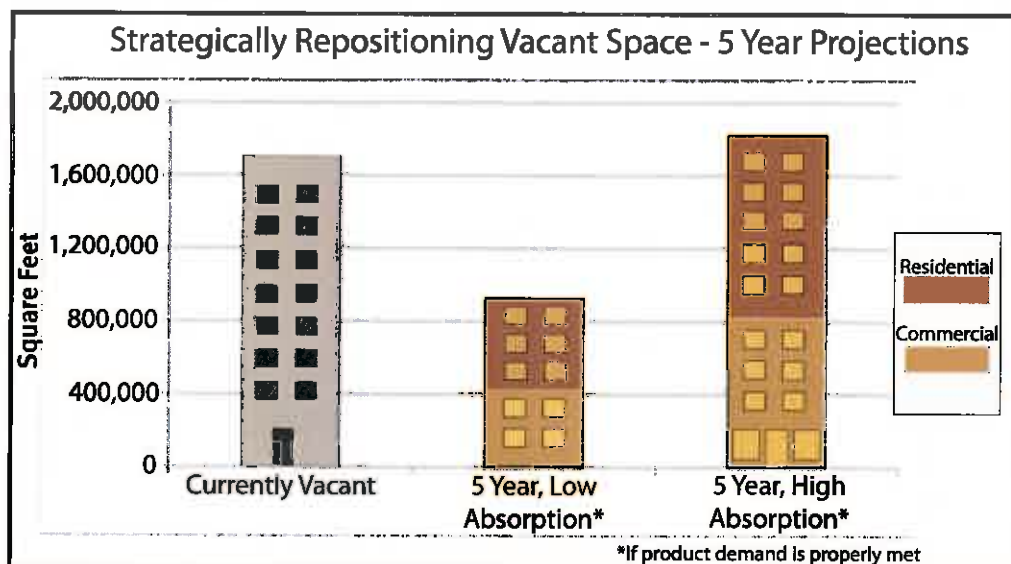 Strategically Repositioning Vacant Space - 5 Year Projections
2,000,000
1,600,000
1,200,000
800,000
400,000
0
Square Feet
Currently Vacant
5 Year, Low
Absorption*
5 Year, High
Absorption*
Residential
Commercial
*If product demand is properly met